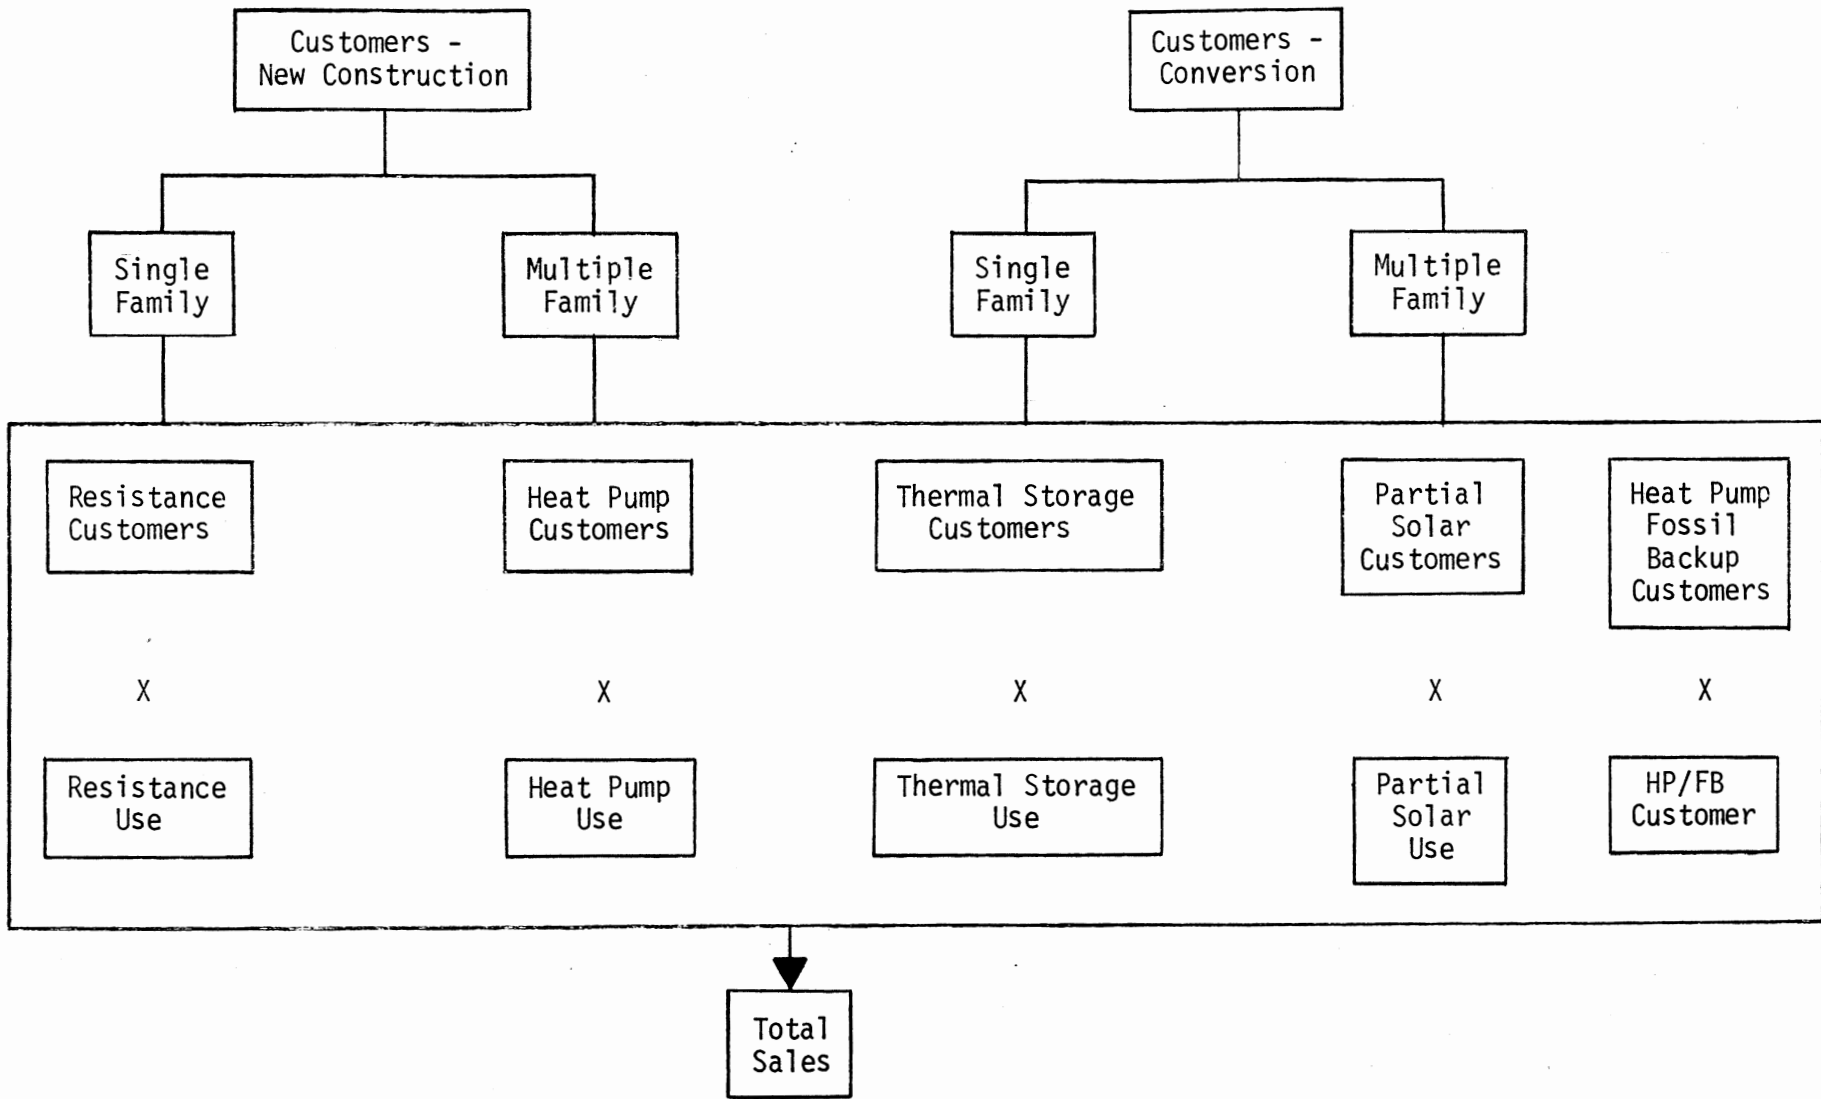 Customers -
New Construction
Customers -
Conversion
Single
Family
Multiple
Family
Single
Family
Multiple
Family
Resistance
Customers
Heat Pump
Customers
Thermal Storage
Customers
Partial
Solar
Customers
Heat Pump
Fossil
Backup
Customers
X
X
X
X
X
Resistance
Use
Heat Pump
Use
Thermal Storage
Use
Partial
Solar
Use
HP/FB
Customer
Total
Sales